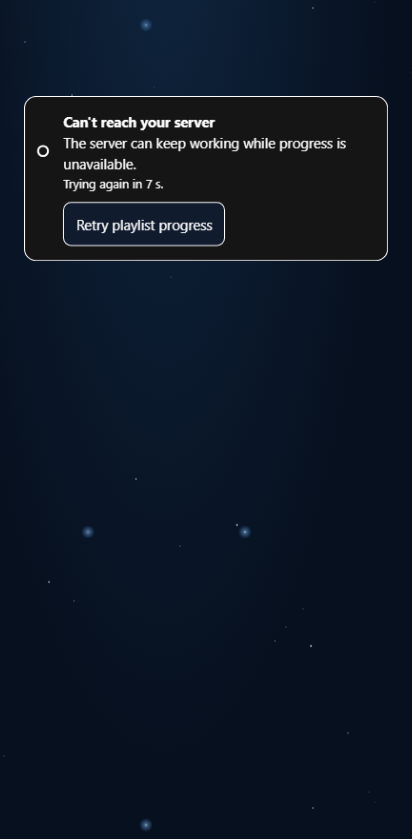 Can't reach your server
The server can keep working while progress is
unavailable.
Trying again in 7 s.
Retry playlist progress